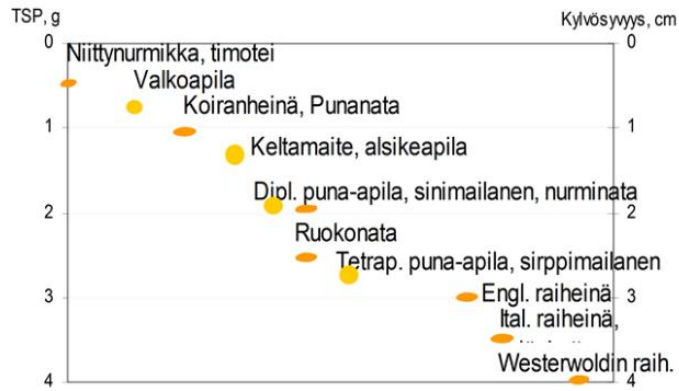 TSP, g
Kylvösyvyys, cm
0
0
Niittynurmikka, timotei
Valkoapila
Koiranheinä, Punanata
1
1
Keltamaite, alsikeapila
Dipl. puna-apila, sinimailanen, nurminata
2
2
Ruokonata
Tetrap. puna-apila, sirppimailanen
3
Engl. raiheinä
3
Ital. raiheinä,
Westerwoldin raih.
4
4